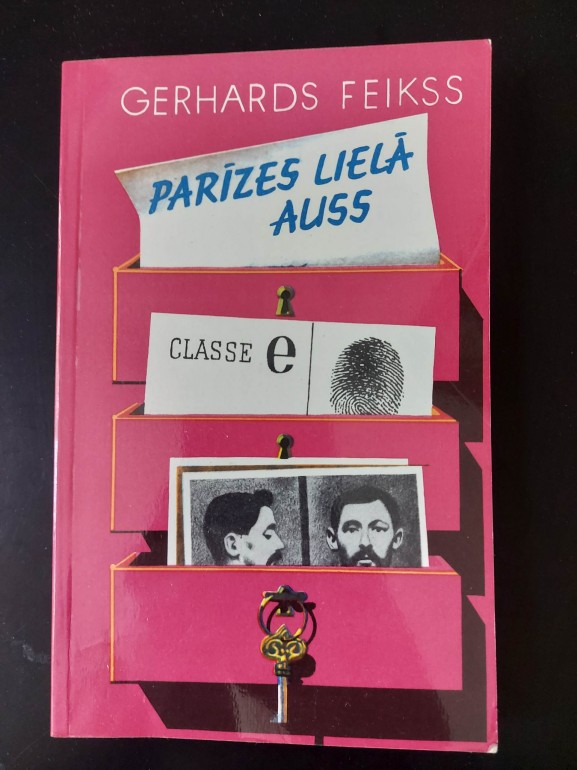 GERHARDS FEIKSS
PARĪZES LIELĀ
AUSS
CLASSE e